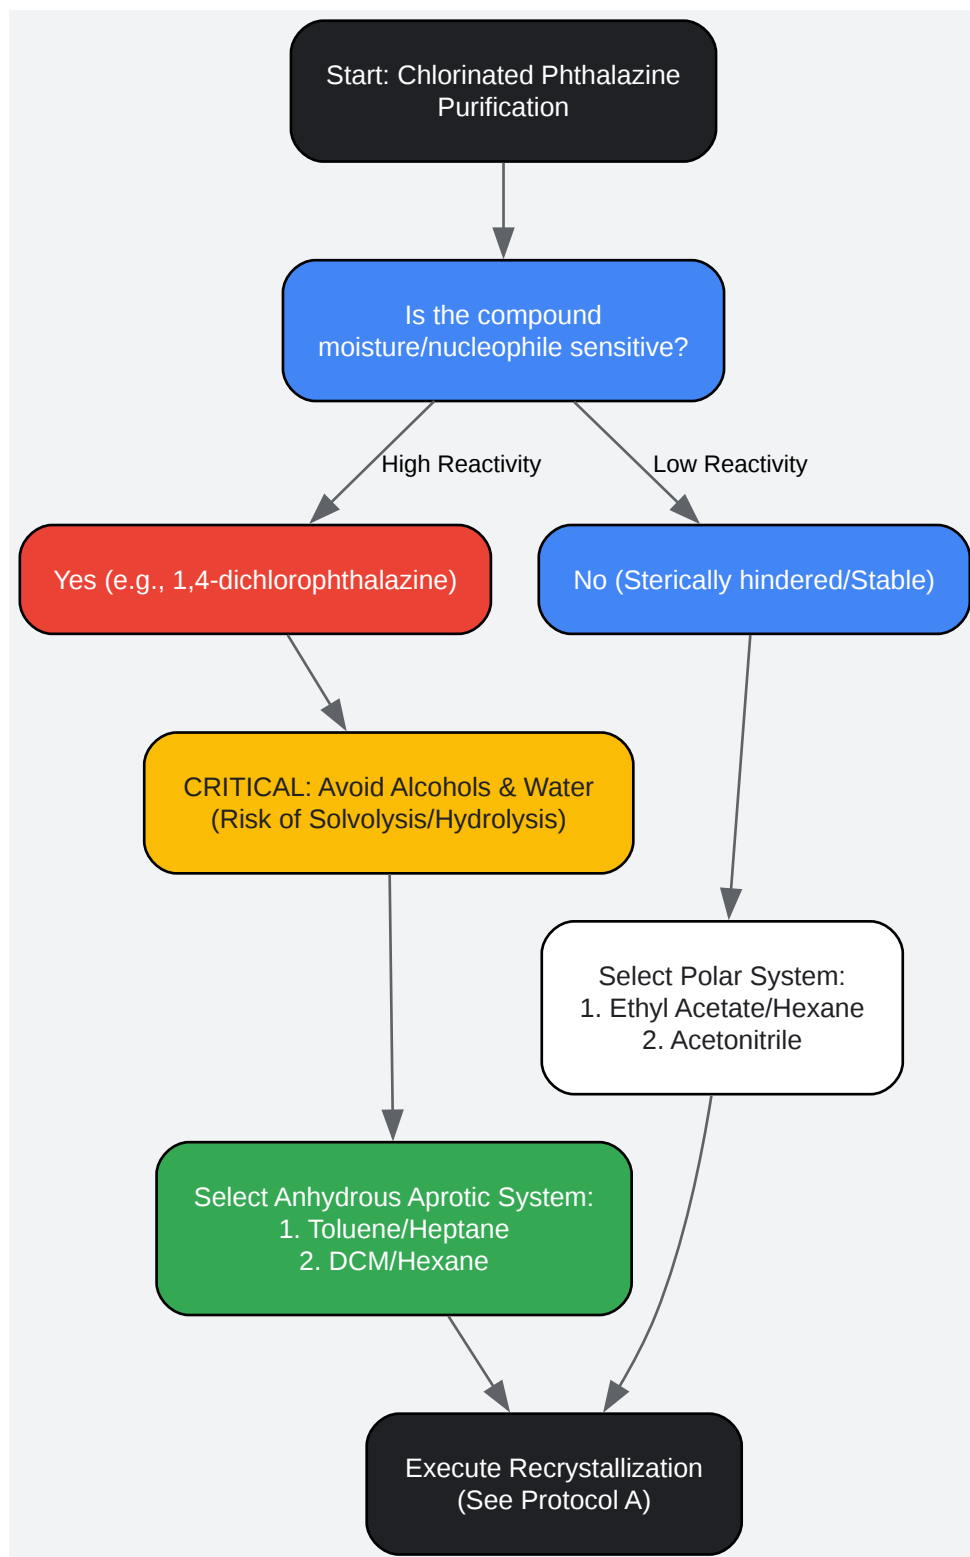 Start: Chlorinated Phthalazine
Purification
Is the compound
moisture/nucleophile sensitive?
High Reactivity
Low Reactivity
Yes (e.g., 1,4-dichlorophthalazine)
No (Sterically hindered/Stable)
CRITICAL: Avoid Alcohols & Water
(Risk of Solvolysis/Hydrolysis)
Select Polar System:
1. Ethyl Acetate/Hexane
2. Acetonitrile
Select Anhydrous Aprotic System:
1. Toluene/Heptane
2. DCM/Hexane
Execute Recrystallization
(See Protocol A)